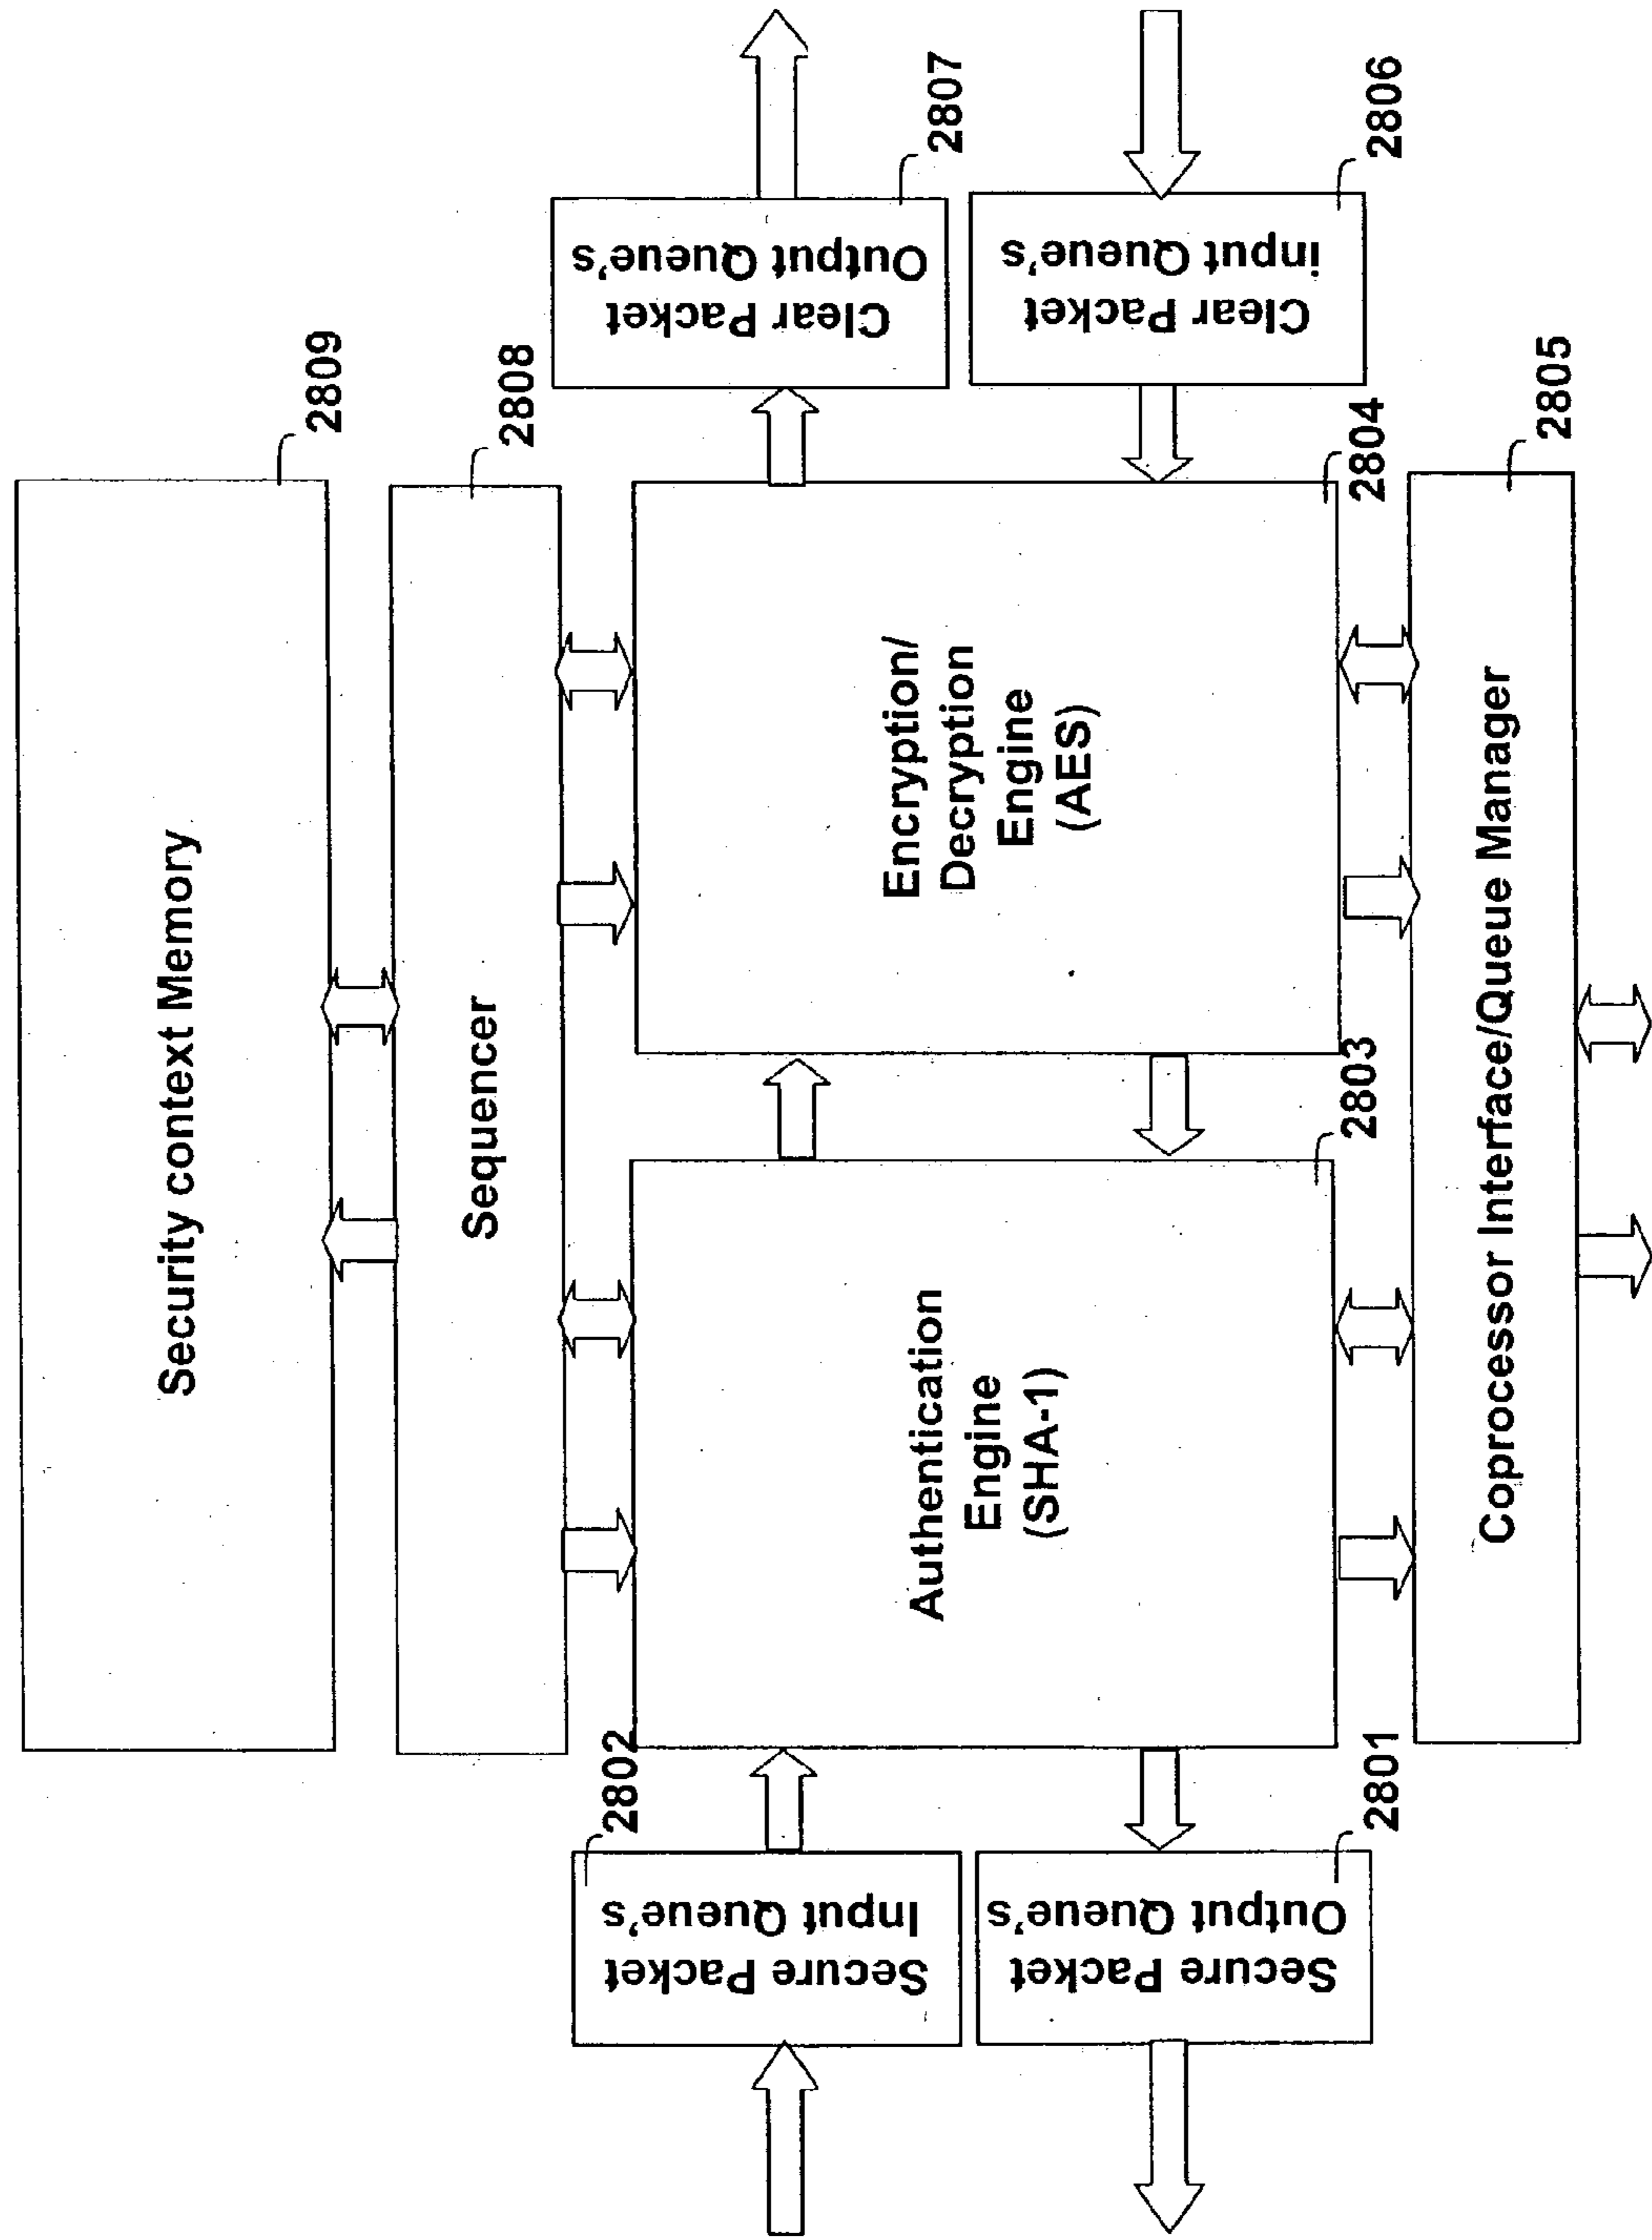 2809
Security context Memory
2808
Sequencer
2802
Secure Packet
Input Queue's
2807
Clear Packet
Output Queue's
Authentication
Engine
(SHA-1)
2803
Encryption/
Decryption
Engine
(AES)
2804
2801
Secure Packet
Output Queue's
2806
Clear Packet
input Queue's
2805
Coprocessor Interface/Queue Manager